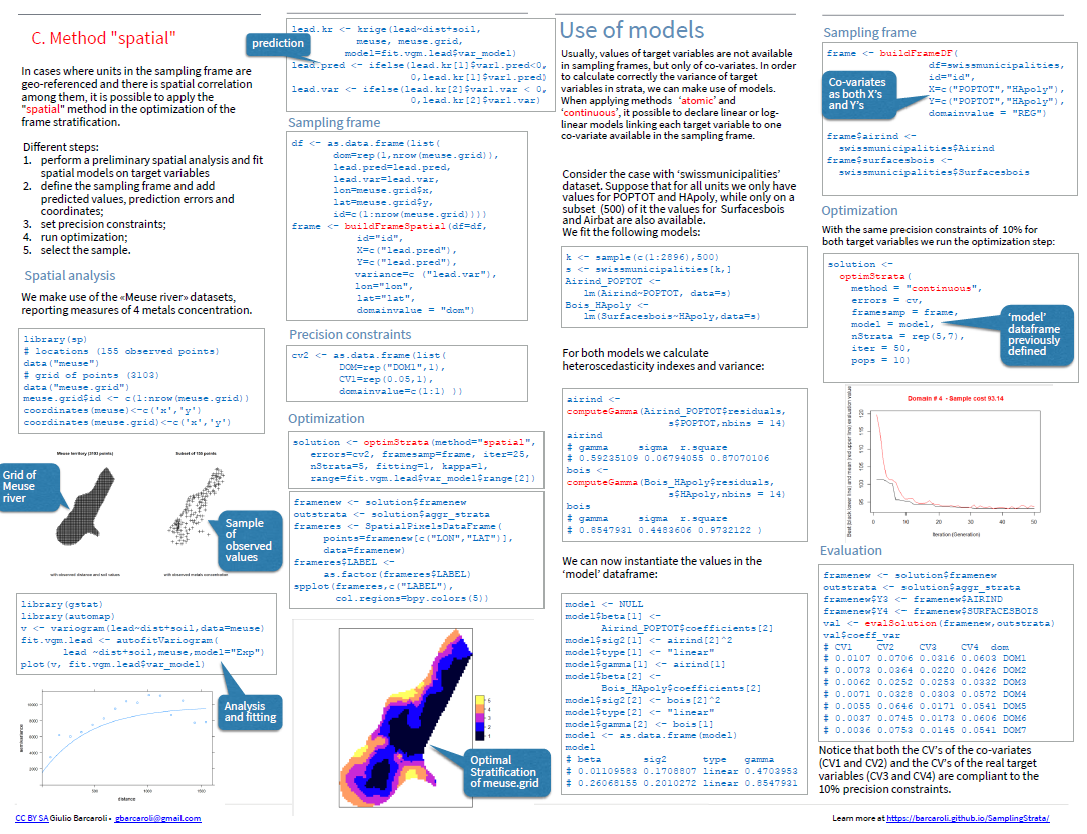 C. Method "spatial"
In cases where units in the sampling frame are
geo-referenced and there is spatial correlation
among them, it is possible to apply the
"spatial" method in the optimization of the
frame stratification.
Different steps:
1. perform a preliminary spatial analysis and fit
spatial models on target variables
2. define the sampling frame and add
predicted values, prediction errors and
coordinates;
3. set precision constraints;
4. run optimization;
5. select the sample.
Spatial analysis
We make use of the «Meuse river» datasets,
reporting measures of 4 metals concentration.
library(sp)
# locations (155 observed points)
data("meuse")
# grid of points (3103)
data("meuse.grid")
meuse.grid$id <- c(1:nrow(meuse.grid))
coordinates(meuse)<-c('x',"y')
coordinates(meuse.grid)<-c('x','y')
Meuse territory (3103 points)
Subset of 155 points
Grid of
Meuse
river
Sample
of
observed
values
with observed distance and soil values
with observed metals concentration
library(gstat)
library(automap)
v <- variogram(lead~dist+soil,data=meuse)
fit.vgm.lead <- autofitVariogram(
lead ~dist+soil,meuse,model="Exp")
plot(v, fit.vgm.lead$var_model)
Analysis
and fitting
semivariance
10000
8000
6000
4000
2000
500
1000
1500
distance
CC BY SA Giulio Barcaroli • gbarcaroli@gmail.com
prediction
lead.kr <- krige(lead~dist+soil,
meuse, meuse.grid,
model=fit.vgm.lead$var_model)
lead.pred <- ifelse(lead.kr[1]$var1.pred<0,
0,lead.kr[1]$var1.pred)
lead.var <- ifelse(lead.kr[2]$var1.var < 0,
0,lead.kr[2]$var1.var)
Sampling frame
df <- as.data.frame(list(
dom=rep(1,nrow(meuse.grid)),
lead.pred=lead.pred,
lead.var=lead.var,
lon=meuse.grid$x,
lat=meuse.grid$y,
id=c(1:nrow(meuse.grid))))
frame <- buildFrameSpatial(df=df,
id="id",
X=c("lead.pred"),
Y=c("lead.pred"),
variance=c ("lead.var"),
lon="lon",
lat="lat",
domainvalue = "dom")
Precision constraints
cv2 <- as.data.frame(list(
DOM=rep("DOM1",1),
CV1=rep(0.05,1),
domainvalue=c(1:1) ))
Optimization
solution <- optimStrata(method="spatial",
errors=cv2, framesamp=frame, iter=25,
nStrata=5, fitting=1, kappa=1,
range=fit.vgm.lead$var_model$range[2])
framenew <- solution$framenew
outstrata <- solution$aggr_strata
frameres <- SpatialPixelsDataFrame(
points=framenew[c("LON","LAT")],
data=framenew)
frameres$LABEL <-
as.factor(frameres$LABEL)
spplot(frameres,c("LABEL"),
col.regions=bpy.colors(5))
5
4
3
2
1
Optimal
Stratification
of meuse.grid
Use of models
Usually, values of target variables are not available
in sampling frames, but only of co-variates. In order
to calculate correctly the variance of target
variables in strata, we can make use of models.
When applying methods 'atomic' and
'continuous', it possible to declare linear or log-
linear models linking each target variable to one
co-variate available in the sampling frame.
Consider the case with 'swissmunicipalities'
dataset. Suppose that for all units we only have
values for POPTOT and HApoly, while only on a
subset (500) of it the values for Surfacesbois
and Airbat are also available.
We fit the following models:
k <- sample(c(1:2896),500)
s <- swissmunicipalities[k,]
Airind_POPTOT <-
lm(Airind~POPTOT, data=s)
Bois_HApoly <-
lm(Surfacesbois~HApoly,data=s)
For both models we calculate
heteroscedasticity indexes and variance:
airind <-
computeGamma(Airind_POPTOT$residuals,
s$POPTOT,nbins = 14)
airind
# gamma sigma r.square
# 0.59235109 0.06794055 0.87070106
bois <-
computeGamma(Bois_HApoly$residuals,
s$HApoly,nbins = 14)
bois
# gamma sigma r.square
# 0.8547931 0.4483606 0.9732122 )
We can now instantiate the values in the
'model' dataframe:
model <- NULL
model$beta[1] <-
Airind_POPTOT$coefficients[2]
model$sig2[1] <- airind[2]^2
model$type[1] <- "linear"
model$gamma[1] <- airind[1]
model$beta[2] <-
Bois_HApoly$coefficients[2]
model$sig2[2] <- bois[2]^2
model$type[2] <- "linear"
model$gamma[2] <- bois[1]
model <- as.data.frame(model)
model
# beta sig2 type gamma
# 0.01109583 0.1708807 linear 0.4703953
# 0.26068155 0.2010272 linear 0.8547931
Sampling frame
frame <- buildFrameDF(
df=swissmunicipalities,
id="id",
X=c("POPTOT","HApoly"),
Y=c("POPTOT","HApoly"),
domainvalue = "REG")
frame$airind <-
swissmunicipalities$Airind
frame$surfacesbois <-
swissmunicipalities$Surfacesbois
Co-variates
as both X's
and Y's
Optimization
With the same precision constraints of 10% for
both target variables we run the optimization step:
solution <-
optimStrata(
method = "continuous",
errors = cv,
framesamp = frame,
model = model,
nStrata = rep(5,7),
iter = 50,
pops = 10)
'model'
dataframe
previously
defined
Domain # 4 - Sample cost 93.14
Best (black lower line) and mean (red upper line) evaluation value
120
115
110
105
100
95
0
10
20
30
40
50
Iteration (Generation)
Evaluation
framenew <- solution$framenew
outstrata <- solution$aggr_strata
framenew$Y3 <- framenew$AIRIND
framenew$Y4 <- framenew$SURFACESBOIS
val <- evalSolution(framenew,outstrata)
val$coeff_var
# CV1 CV2 CV3 CV4 dom
# 0.0107 0.0706 0.0316 0.0603 DOM1
# 0.0073 0.0364 0.0220 0.0426 DOM2
# 0.0062 0.0252 0.0253 0.0332 DOM3
# 0.0071 0.0328 0.0303 0.0572 DOM4
# 0.0055 0.0646 0.0171 0.0541 DOM5
# 0.0037 0.0745 0.0173 0.0606 DOM6
# 0.0036 0.0753 0.0145 0.0541 DOM7
Notice that both the CV's of the co-variates
(CV1 and CV2) and the CV's of the real target
variables (CV3 and CV4) are compliant to the
10% precision constraints.
Learn more at https://barcaroli.github.io/SamplingStrata/